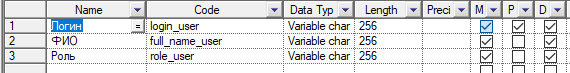 Name Code Data Typ Length Preci M P D
1 Логин = login_user Variable char 256
2 ФИО full_name_user Variable char 256
3 Роль role_user Variable char 256